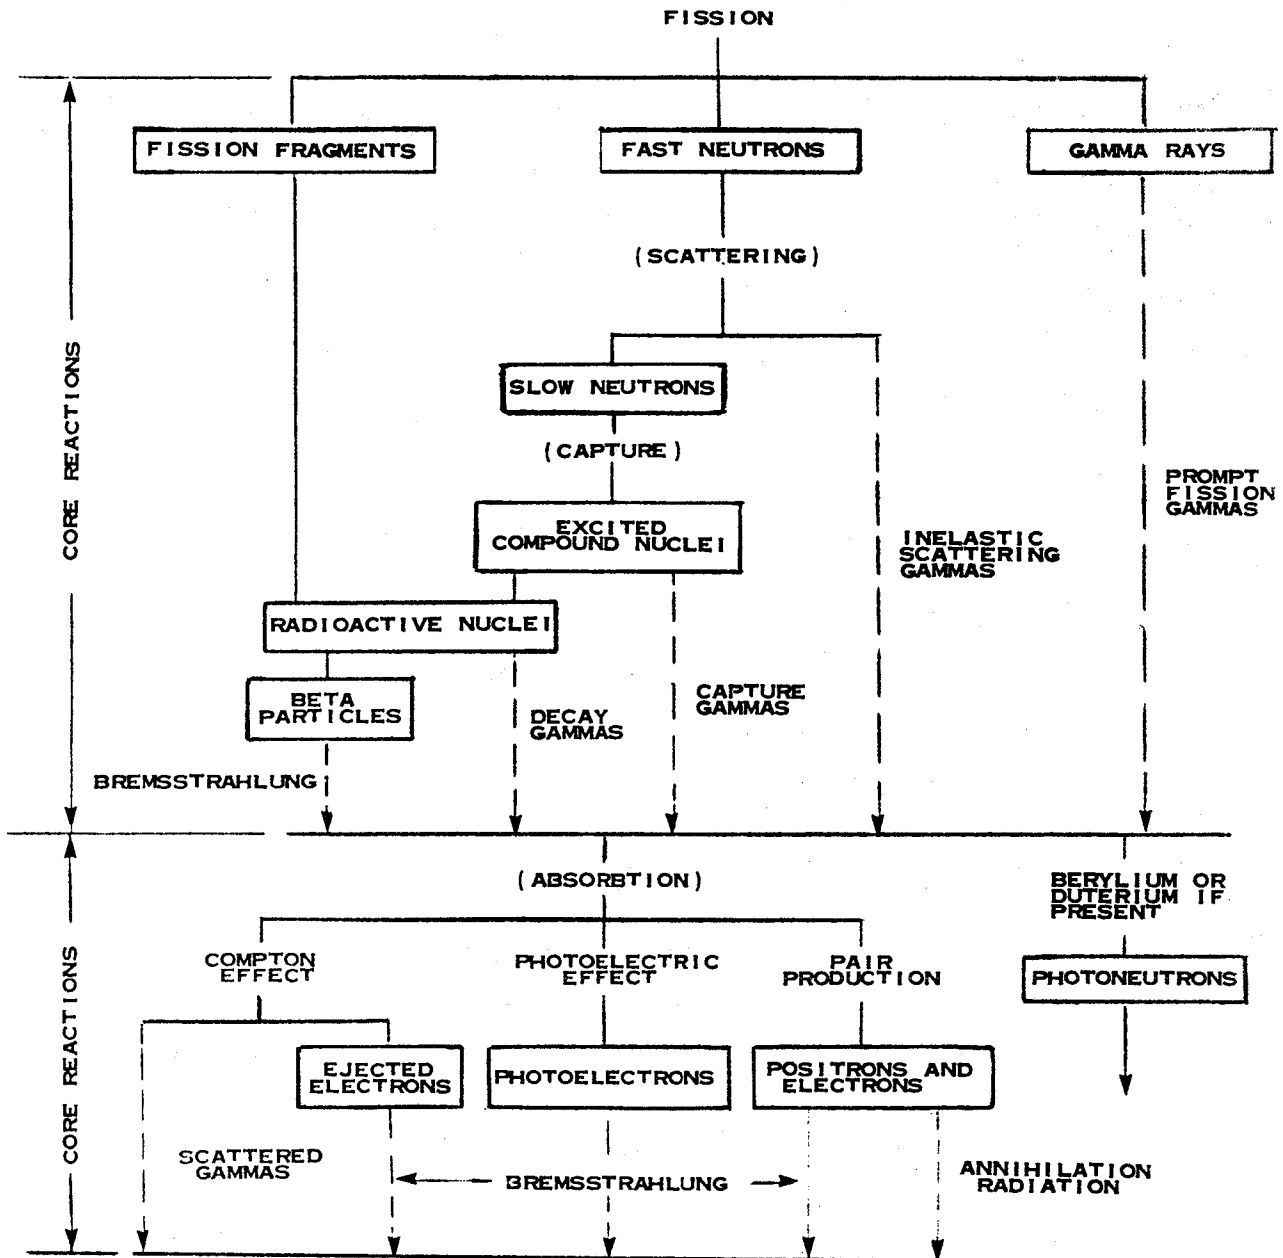 FISSION
FISSION FRAGMENTS
FAST NEUTRONS
GAMMA RAYS
(SCATTERING)
CORE REACTIONS
SLOW NEUTRONS
(CAPTURE)
PROMPT
FISSION
GAMMAS
EXCITED
COMPOUND NUCLEI
INELASTIC
SCATTERING
GAMMAS
RADIOACTIVE NUCLEI
BETA
PARTICLES
DECAY
GAMMAS
CAPTURE
GAMMAS
BREMSSTRAHLUNG
(ABSORBTION)
BERYLIUM OR
DUTERIUM IF
PRESENT
CORE REACTIONS
COMPTON
EFFECT
PHOTOELECTRIC
EFFECT
PAIR
PRODUCTION
PHOTONEUTRONS
EJECTED
ELECTRONS
PHOTOELECTRONS
POSITRONS AND
ELECTRONS
SCATTERED
GAMMAS
BREMSSTRAHLUNG
ANNIHILATION
RADIATION